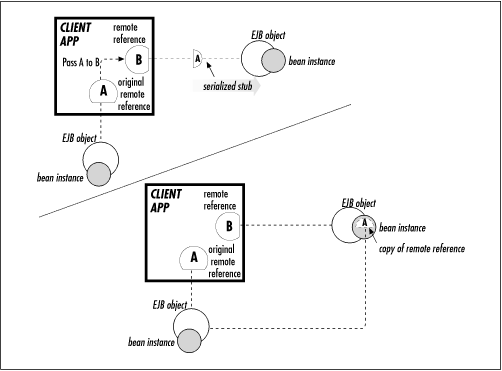 CLIENT
APP
remote
reference
B
Pass A to B
A
original
remote
reference
A
serialized stub
EJB object
bean instance
EJB object
bean instance
CLIENT
APP
remote
reference
B
A
original
remote
reference
EJB object
A
bean instance
copy of remote reference
EJB object
bean instance